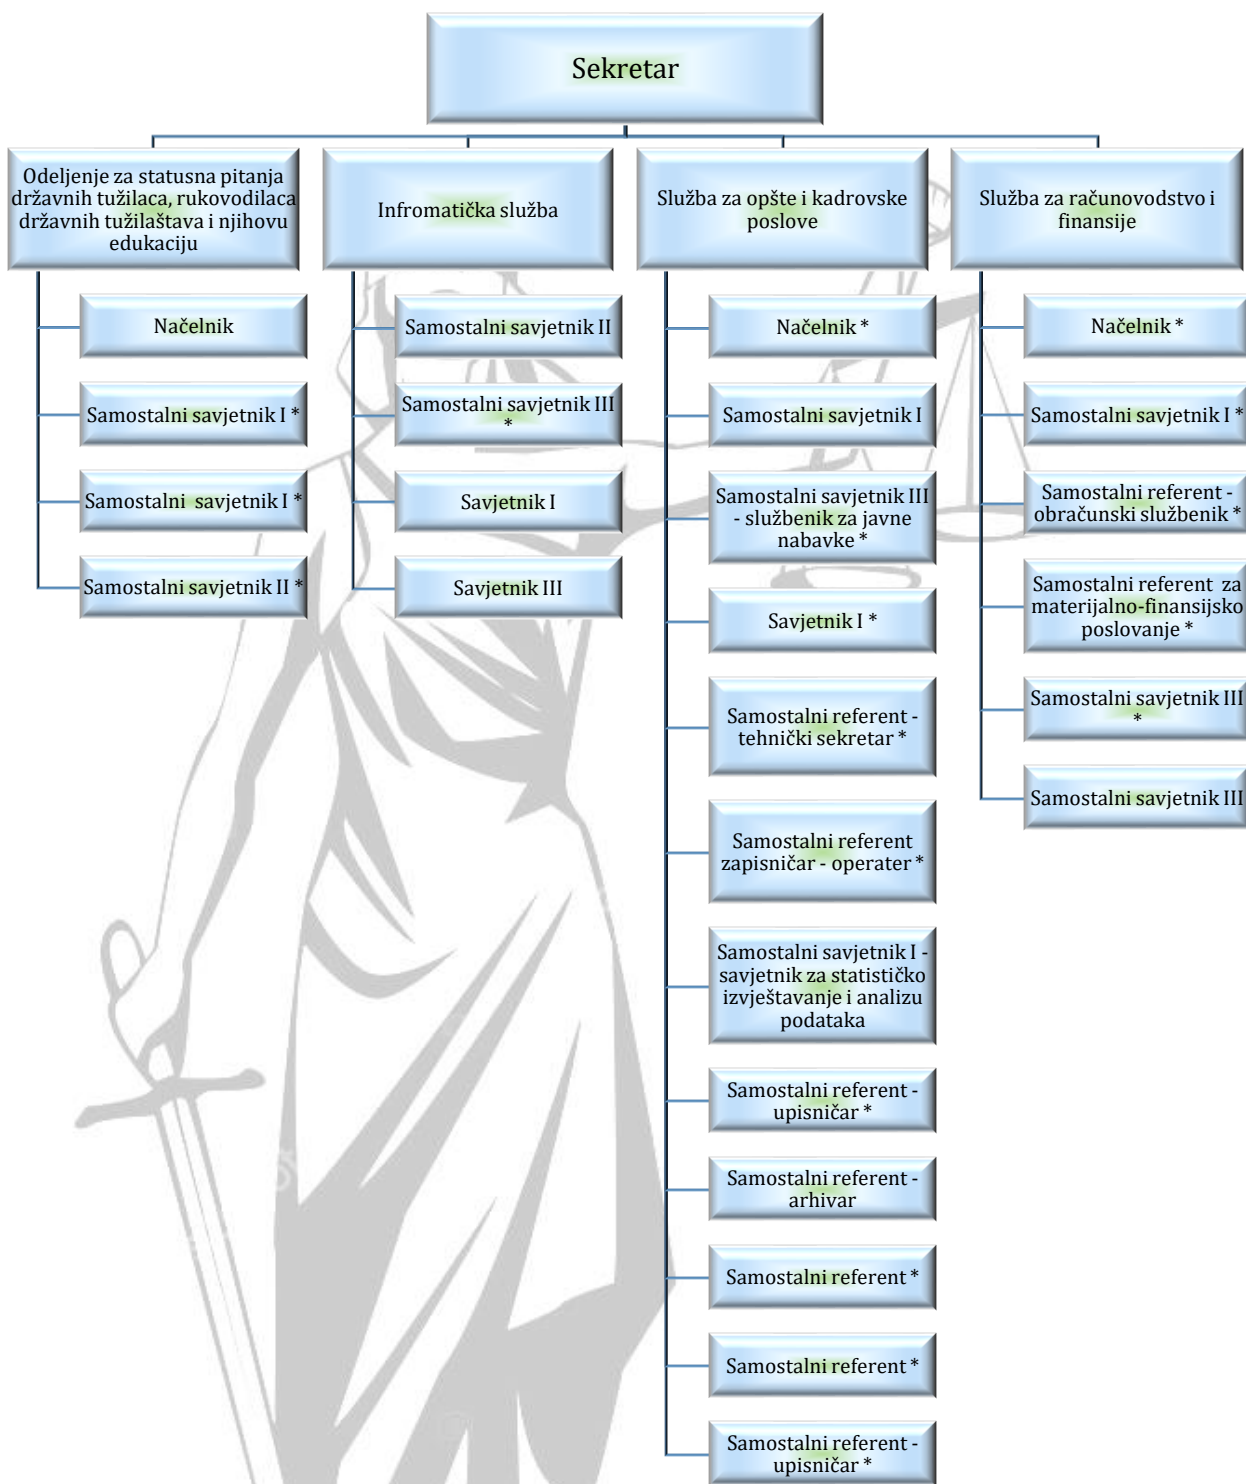 Sekretar
Odeljenje za statusna pitanja
državnih tužilaca, rukovodilaca
državnih tužilaštava i njihovu
edukaciju
Načelnik
Samostalni savjetnik I *
Samostalni savjetnik I *
Samostalni savjetnik II *
Infromatička služba
Samostalni savjetnik II
Samostalni savjetnik III
*
Savjetnik I
Savjetnik III
Služba za opšte i kadrovske
poslove
Načelnik *
Samostalni savjetnik I
Samostalni savjetnik III
- službenik za javne
nabavke *
Savjetnik I *
Samostalni referent -
tehnički sekretar *
Samostalni referent
zapisničar - operater *
Samostalni savjetnik I -
savjetnik za statističko
izvještavanje i analizu
podataka
Samostalni referent -
upisničar *
Samostalni referent -
arhivar
Samostalni referent *
Samostalni referent *
Samostalni referent -
upisničar *
Služba za računovodstvo i
finansije
Načelnik *
Samostalni savjetnik I *
Samostalni referent -
obračunski službenik *
Samostalni referent za
materijalno-finansijsko
poslovanje *
Samostalni savjetnik III
*
Samostalni savjetnik III